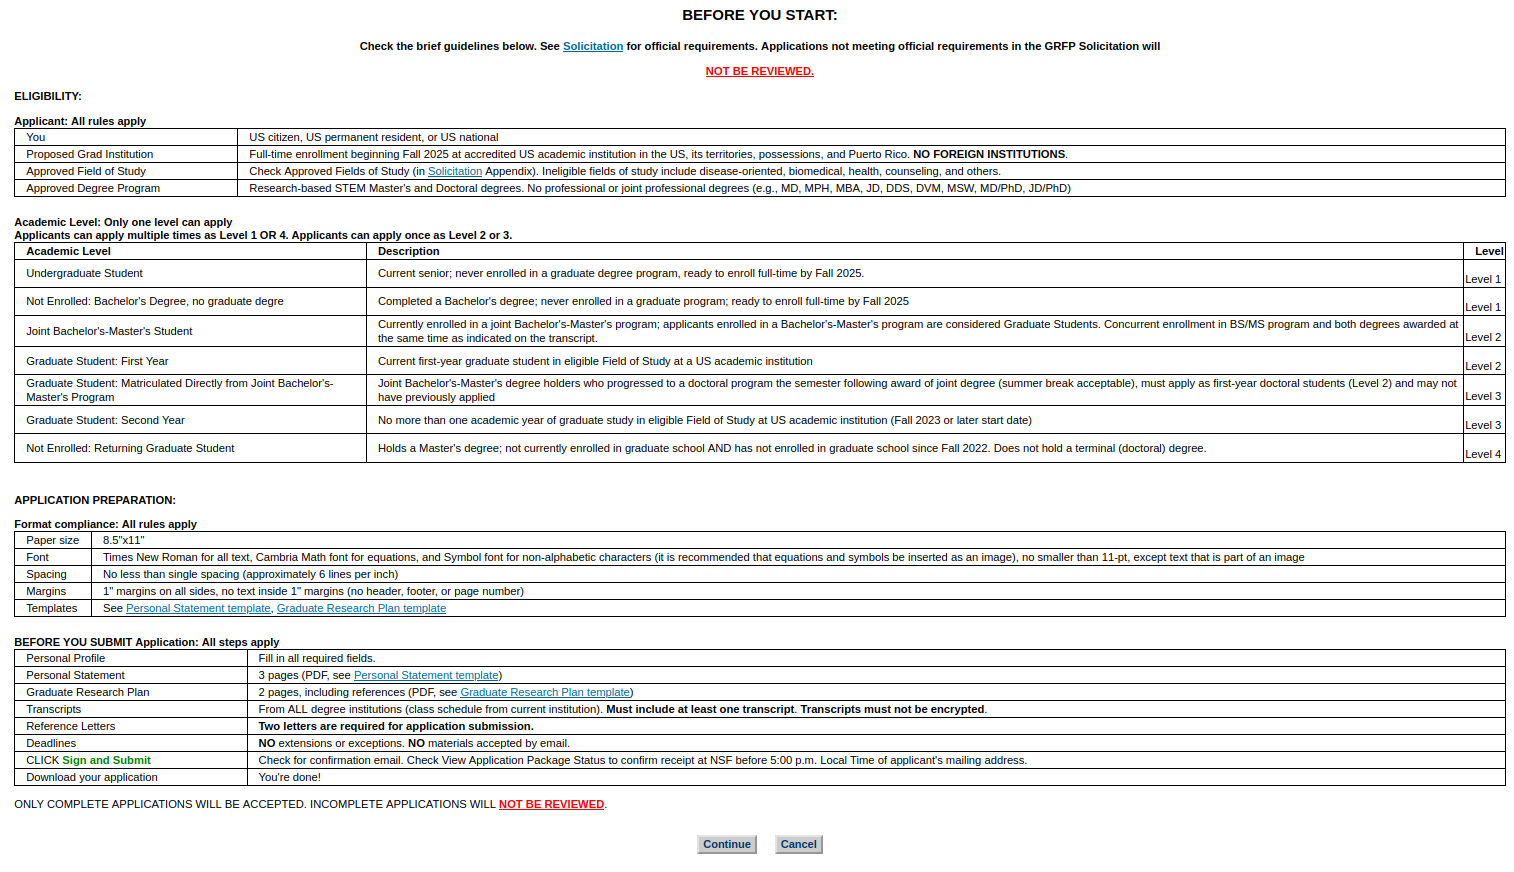 BEFORE YOU START:
Check the brief guidelines below. See Solicitation for official requirements. Applications not meeting official requirements in the GRFP Solicitation will
NOT BE REVIEWED.
ELIGIBILITY:
Applicant: All rules apply
You US citizen, US permanent resident, or US national
Proposed Grad Institution Full-time enrollment beginning Fall 2025 at accredited US academic institution in the US, its territories, possessions, and Puerto Rico. NO FOREIGN INSTITUTIONS.
Approved Field of Study Check Approved Fields of Study (in Solicitation Appendix). Ineligible fields of study include disease-oriented, biomedical, health, counseling, and others.
Approved Degree Program Research-based STEM Master's and Doctoral degrees. No professional or joint professional degrees (e.g., MD, MPH, MBA, JD, DDS, DVM, MSW, MD/PhD, JD/PhD)
Academic Level: Only one level can apply
Applicants can apply multiple times as Level 1 OR 4. Applicants can apply once as Level 2 or 3.
Academic Level Description Level
Undergraduate Student Current senior; never enrolled in a graduate degree program, ready to enroll full-time by Fall 2025. Level 1
Not Enrolled: Bachelor's Degree, no graduate degre Completed a Bachelor's degree; never enrolled in a graduate program; ready to enroll full-time by Fall 2025 Level 1
Joint Bachelor's-Master's Student Currently enrolled in a joint Bachelor's-Master's program; applicants enrolled in a Bachelor's-Master's program are considered Graduate Students. Concurrent enrollment in BS/MS program and both degrees awarded at
the same time as indicated on the transcript. Level 2
Graduate Student: First Year Current first-year graduate student in eligible Field of Study at a US academic institution Level 2
Graduate Student: Matriculated Directly from Joint Bachelor's- Joint Bachelor's-Master's degree holders who progressed to a doctoral program the semester following award of joint degree (summer break acceptable), must apply as first-year doctoral students (Level 2) and may not
Master's Program have previously applied Level 3
Graduate Student: Second Year No more than one academic year of graduate study in eligible Field of Study at US academic institution (Fall 2023 or later start date) Level 3
Not Enrolled: Returning Graduate Student Holds a Master's degree; not currently enrolled in graduate school AND has not enrolled in graduate school since Fall 2022. Does not hold a terminal (doctoral) degree. Level 4
APPLICATION PREPARATION:
Format compliance: All rules apply
Paper size 8.5"x11"
Font Times New Roman for all text, Cambria Math font for equations, and Symbol font for non-alphabetic characters (it is recommended that equations and symbols be inserted as an image), no smaller than 11-pt, except text that is part of an image
Spacing No less than single spacing (approximately 6 lines per inch)
Margins 1" margins on all sides, no text inside 1" margins (no header, footer, or page number)
Templates See Personal Statement template, Graduate Research Plan template
BEFORE YOU SUBMIT Application: All steps apply
Personal Profile Fill in all required fields.
Personal Statement 3 pages (PDF, see Personal Statement template)
Graduate Research Plan 2 pages, including references (PDF, see Graduate Research Plan template)
Transcripts From ALL degree institutions (class schedule from current institution). Must include at least one transcript. Transcripts must not be encrypted.
Reference Letters Two letters are required for application submission.
Deadlines NO extensions or exceptions. NO materials accepted by email.
CLICK Sign and Submit Check for confirmation email. Check View Application Package Status to confirm receipt at NSF before 5:00 p.m. Local Time of applicant's mailing address.
Download your application You're done!
ONLY COMPLETE APPLICATIONS WILL BE ACCEPTED. INCOMPLETE APPLICATIONS WILL NOT BE REVIEWED.
Continue Cancel